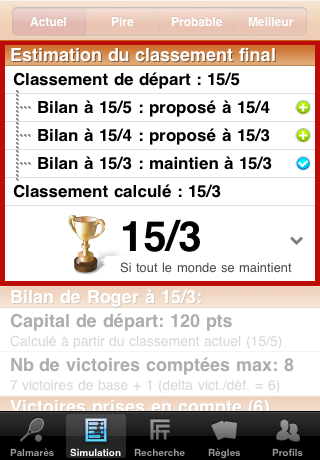 Actuel Pire Probable Meilleur
Estimation du classement final
Classement de départ : 15/5
Bilan à 15/5 : proposé à 15/4
Bilan à 15/4 : proposé à 15/3
Bilan à 15/3 : maintien à 15/3
Classement calculé : 15/3
15/3
Si tout le monde se maintient
Bilan de Roger à 15/3:
Capital de départ: 120 pts
Calculé à partir du classement actuel (15/5)
Nb de victoires comptées max: 8
7 victoires de base + 1 (delta vict./déf. = 6)
Victoires prises en compte (6)
Palmarès Simulation Recherche Règles Profils